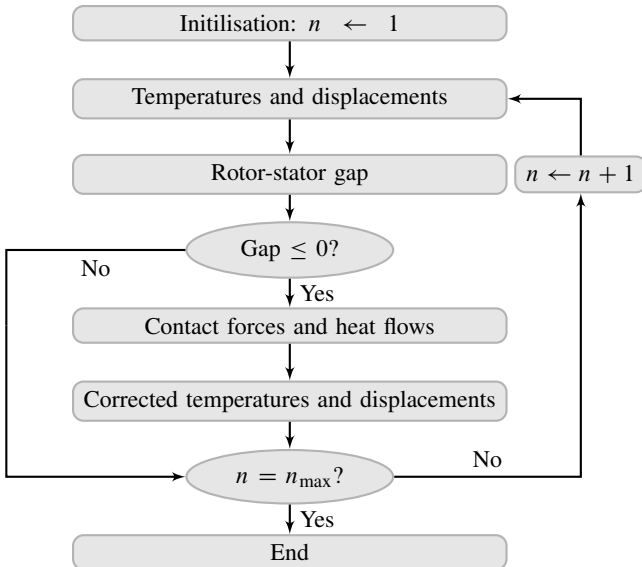 Initilisation: n ← 1
Temperatures and displacements
Rotor-stator gap
n ← n + 1
Gap ≤ 0?
No
Yes
Contact forces and heat flows
Corrected temperatures and displacements
n = nmax?
No
Yes
End